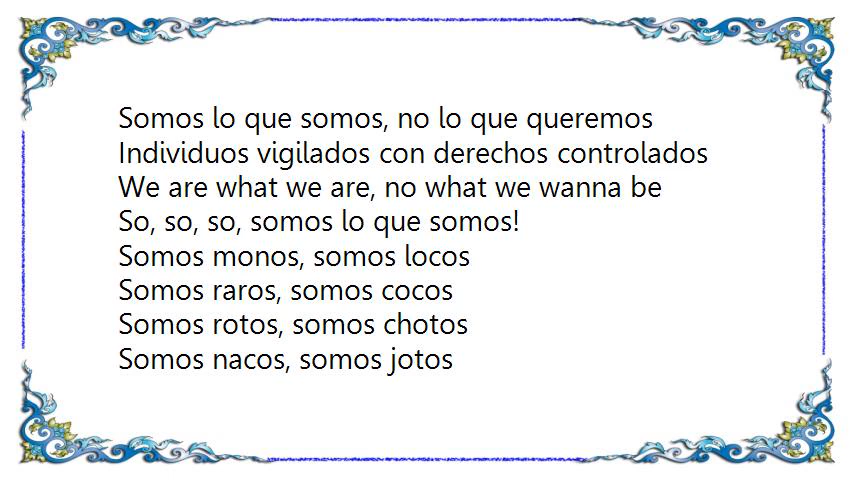 Somos lo que somos, no lo que queremos
Individuos vigilados con derechos controlados
We are what we are, no what we wanna be
So, so, so, somos lo que somos!
Somos monos, somos locos
Somos raros, somos cocos
Somos rotos, somos chotos
Somos nacos, somos jotos